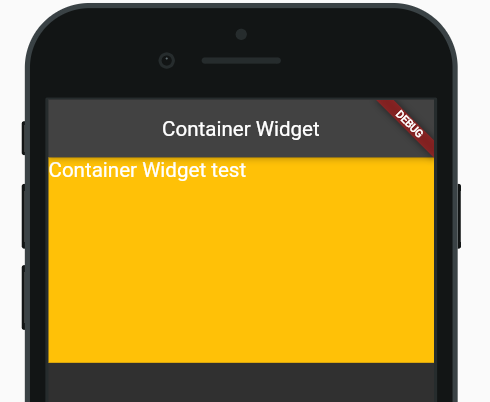 Container Widget
DEBUG
Container Widget test